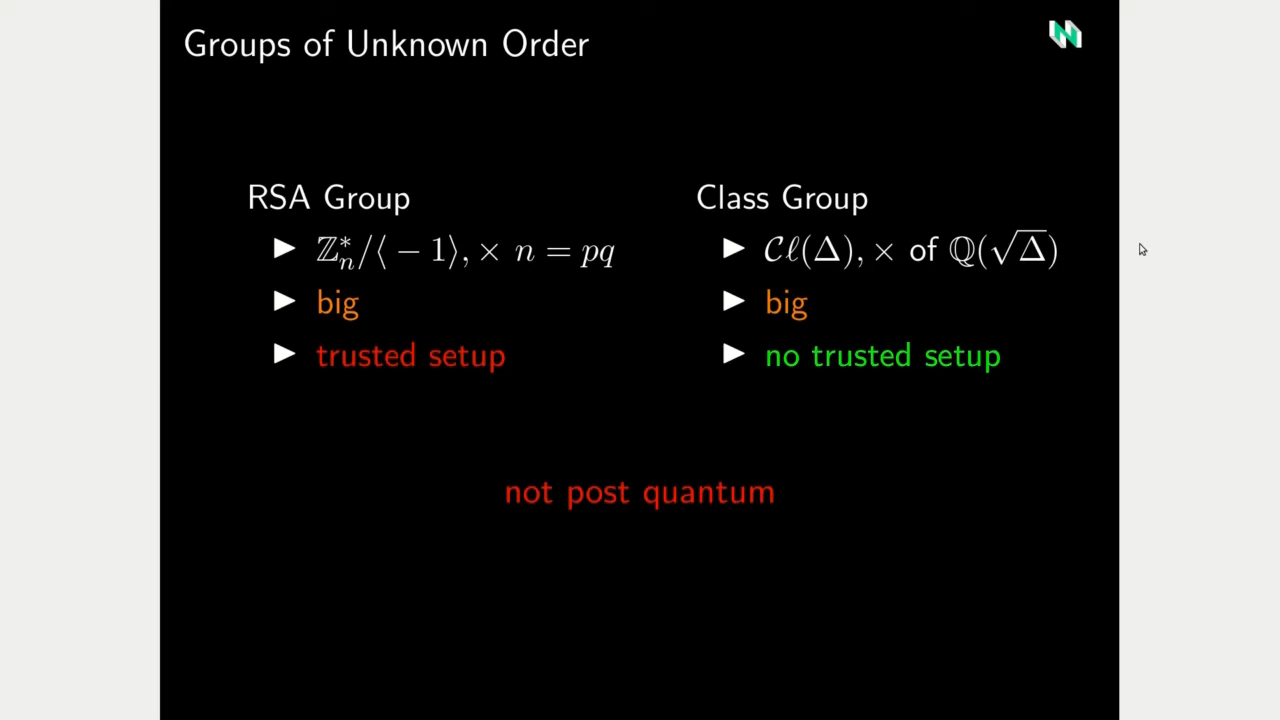 Groups of Unknown Order
RSA Group
▶ ℤ*ₙ/⟨−1⟩, × n = pq
▶ big
▶ trusted setup
Class Group
▶ 𝒞ℓ(Δ), × of ℚ(√Δ)
▶ big
▶ no trusted setup
not post quantum